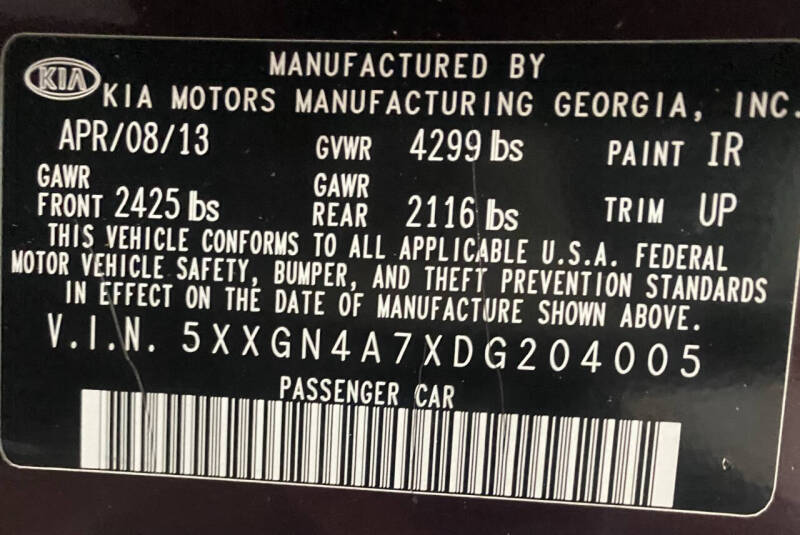 MANUFACTURED BY
KIA KIA MOTORS MANUFACTURING GEORGIA, INC.
APR/08/13 GVWR 4299 lbs PAINT IR
GAWR FRONT 2425 lbs GAWR REAR 2116 lbs TRIM UP
THIS VEHICLE CONFORMS TO ALL APPLICABLE U.S.A. FEDERAL
MOTOR VEHICLE SAFETY, BUMPER, AND THEFT PREVENTION STANDARDS
IN EFFECT ON THE DATE OF MANUFACTURE SHOWN ABOVE.
V.I.N. 5XXGN4A7XDG204005
PASSENGER CAR